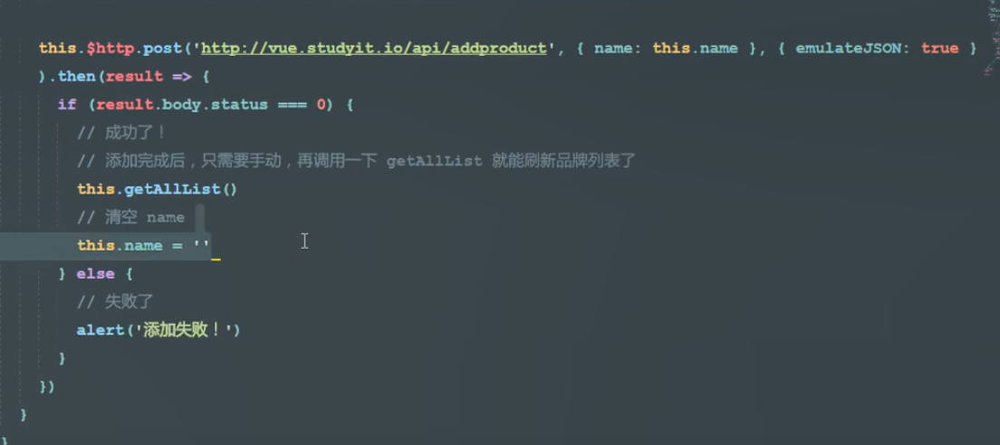 this.$http.post('http://vue.studyit.io/api/addproduct', { name: this.name }, { emulateJSON: true }
).then(result => {
if (result.body.status === 0) {
// 成功了！
// 添加完成后，只需要手动，再调用一下 getAllList 就能刷新品牌列表了
this.getAllList()
// 清空 name
this.name = ''
} else {
// 失败了
alert('添加失败！')
}
})
}
}